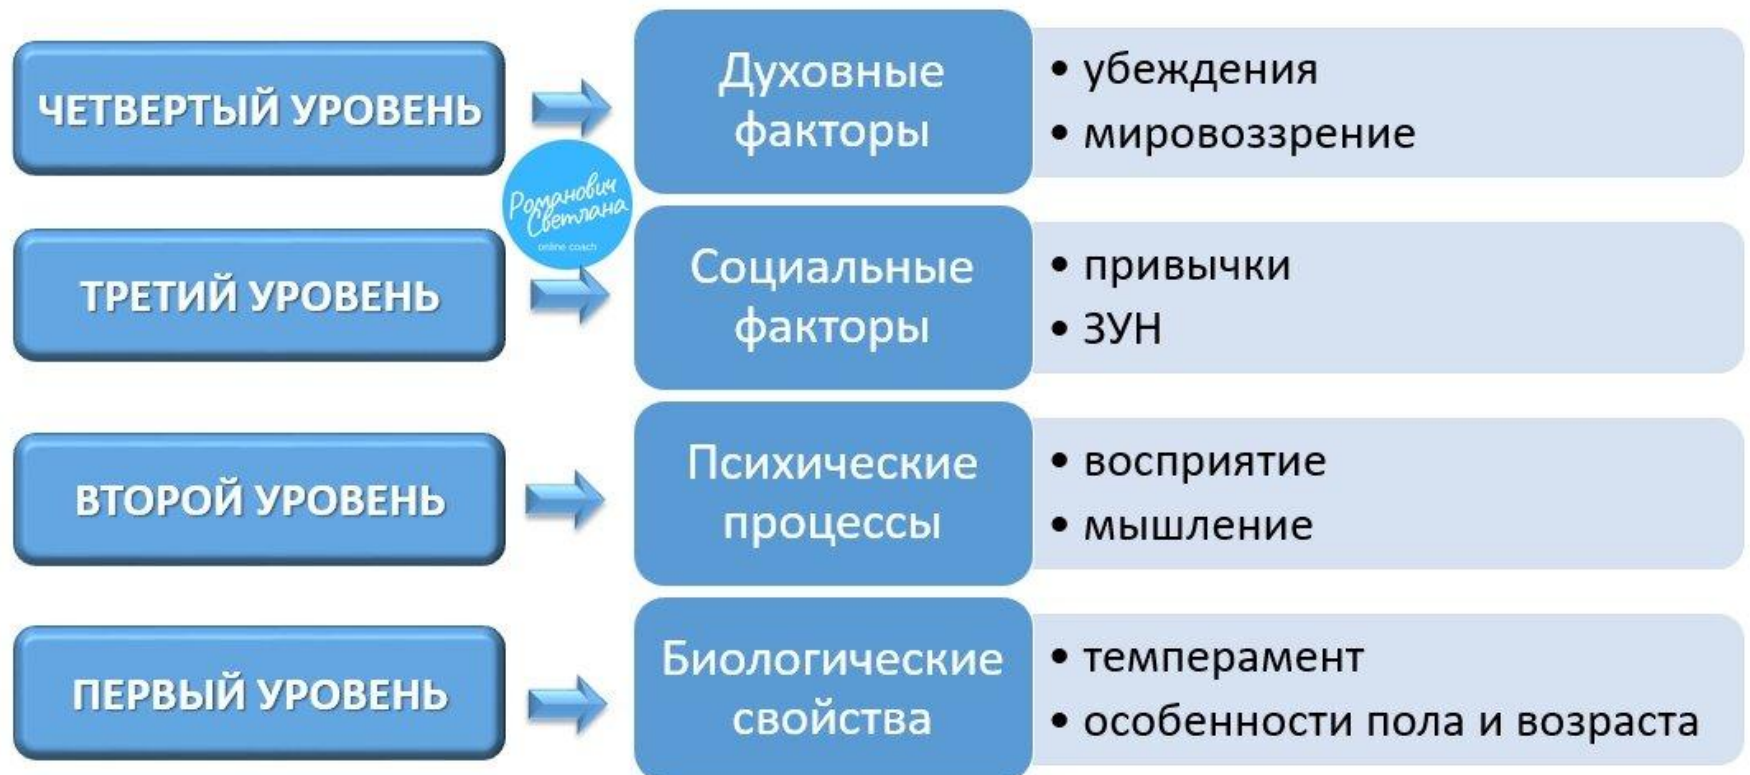 ЧЕТВЕРТЫЙ УРОВЕНЬ
Духовные
факторы
• убеждения
• мировоззрение
Романович
Светлана
online coach
ТРЕТИЙ УРОВЕНЬ
Социальные
факторы
• привычки
• ЗУН
ВТОРОЙ УРОВЕНЬ
Психические
процессы
• восприятие
• мышление
ПЕРВЫЙ УРОВЕНЬ
Биологические
свойства
• темперамент
• особенности пола и возраста